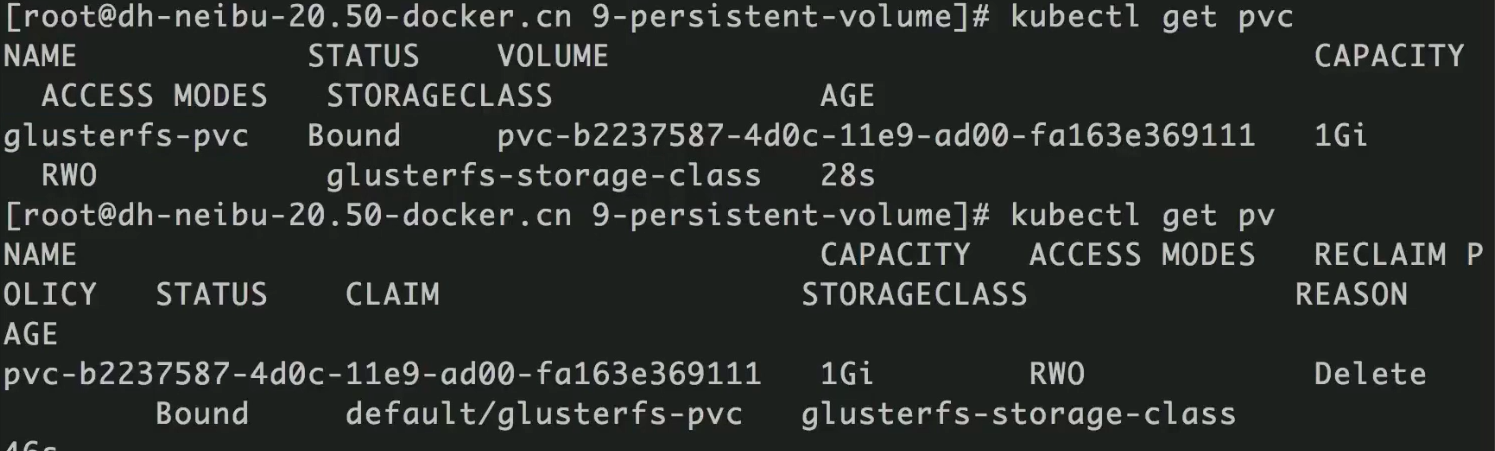 [root@dh-neibu-20.50-docker.cn 9-persistent-volume]# kubectl get pvc
NAME STATUS VOLUME CAPACITY
ACCESS MODES STORAGECLASS AGE
glusterfs-pvc Bound pvc-b2237587-4d0c-11e9-ad00-fa163e369111 1Gi
RWO glusterfs-storage-class 28s
[root@dh-neibu-20.50-docker.cn 9-persistent-volume]# kubectl get pv
NAME CAPACITY ACCESS MODES RECLAIM P
OLICY STATUS CLAIM STORAGECLASS REASON
AGE
pvc-b2237587-4d0c-11e9-ad00-fa163e369111 1Gi RWO Delete
Bound default/glusterfs-pvc glusterfs-storage-class
46s